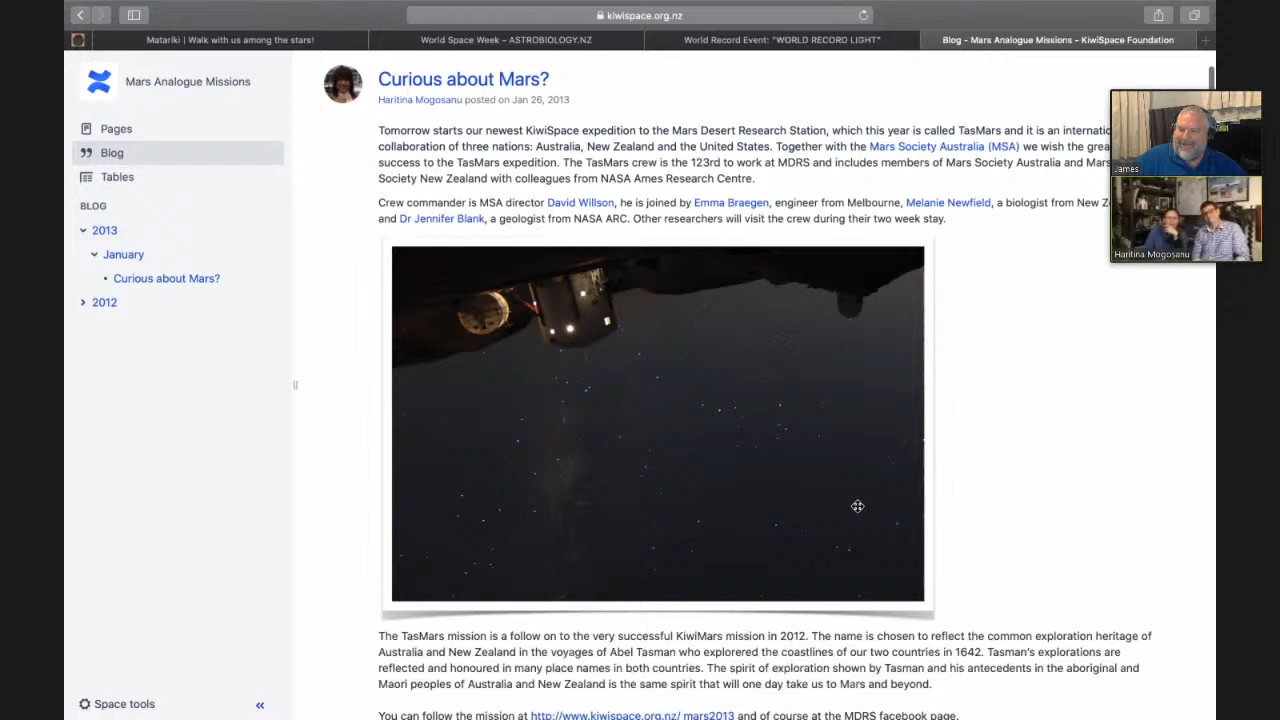 kiwispace.org.nz
Matariki | Walk with us among the stars!
World Space Week – ASTROBIOLOGY.NZ
World Record Event: "WORLD RECORD LIGHT"
Blog - Mars Analogue Missions - KiwiSpace Foundation
Mars Analogue Missions
Pages
Blog
Tables
BLOG
2013
January
Curious about Mars?
2012
Space tools
Curious about Mars?
Haritina Mogosanu posted on Jan 26, 2013
Tomorrow starts our newest KiwiSpace expedition to the Mars Desert Research Station, which this year is called TasMars and it is an
collaboration of three nations: Australia, New Zealand and the United States. Together with the Mars Society Australia (MSA) we wish the
success to the TasMars expedition. The TasMars crew is the 123rd to work at MDRS and includes members of Mars Society Australia and Mars
Society New Zealand with colleagues from NASA Ames Research Centre.
Crew commander is MSA director David Willson, he is joined by Emma Braegen, engineer from Melbourne, Melanie Newfield, a biologist from New
and Dr Jennifer Blank, a geologist from NASA ARC. Other researchers will visit the crew during their two week stay.
The TasMars mission is a follow on to the very successful KiwiMars mission in 2012. The name is chosen to reflect the common exploration heritage of
Australia and New Zealand in the voyages of Abel Tasman who explorered the coastlines of our two countries in 1642. Tasman's explorations are
reflected and honoured in many place names in both countries. The spirit of exploration shown by Tasman and his antecedents in the aboriginal and
Maori peoples of Australia and New Zealand is the same spirit that will one day take us to Mars and beyond.
You can follow the mission at http://www.kiwispace.org.nz/ mars2013 and of course at the MDRS facebook page.
James
Haritina Mogosanu